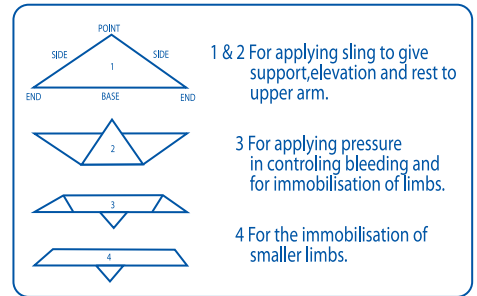 POINT
SIDE SIDE
1
END BASE END
2
3
4
1 & 2 For applying sling to give
support,elevation and rest to
upper arm.
3 For applying pressure
in controling bleeding and
for immobilisation of limbs.
4 For the immobilisation of
smaller limbs.